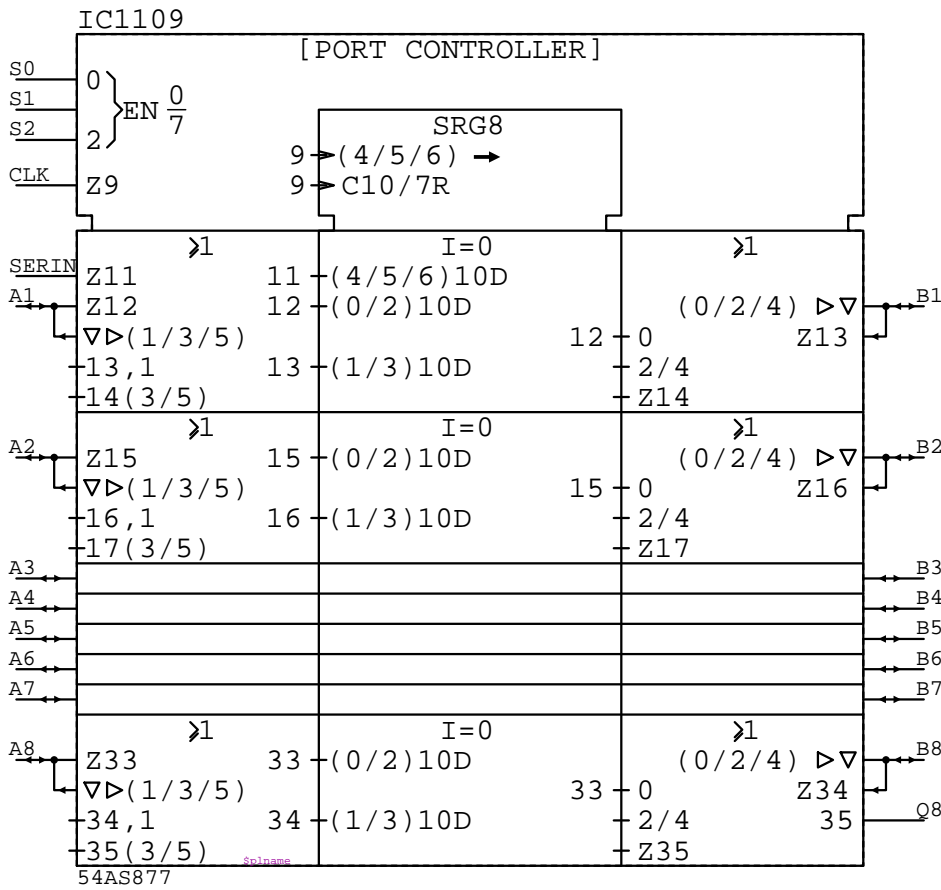 IC1109
[PORT CONTROLLER]
S0
0
S1
EN 0/7
S2
2
SRG8
9 (4/5/6)
CLK
Z9
9 C10/7R
≥1 I=0 ≥1
SERIN Z11 11 (4/5/6)10D
A1 Z12 12 (0/2)10D (0/2/4) B1
(1/3/5) 12 0 Z13
13,1 13 (1/3)10D 2/4
14(3/5) Z14
≥1 I=0 ≥1
A2 Z15 15 (0/2)10D (0/2/4) B2
(1/3/5) 15 0 Z16
16,1 16 (1/3)10D 2/4
17(3/5) Z17
A3 B3
A4 B4
A5 B5
A6 B6
A7 B7
≥1 I=0 ≥1
A8 Z33 33 (0/2)10D (0/2/4) B8
(1/3/5) 33 0 Z34
34,1 34 (1/3)10D 2/4 35 Q8
35(3/5) $plname Z35
54AS877